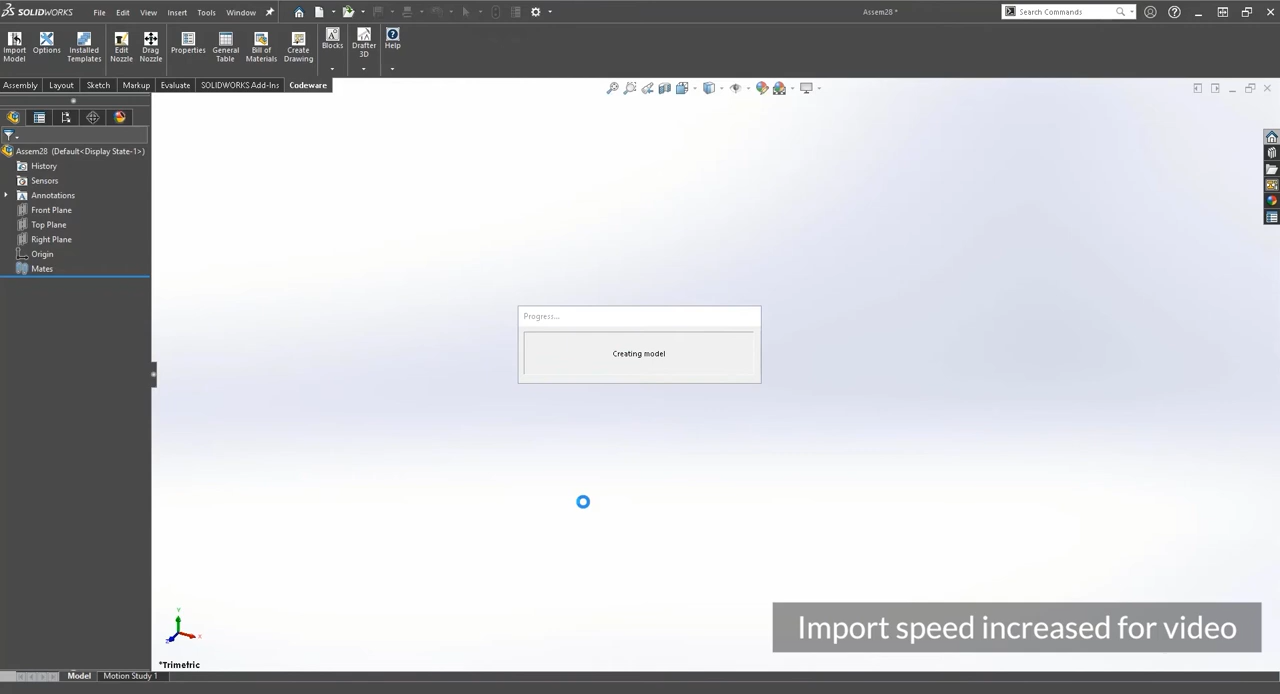 SOLIDWORKS File Edit View Insert Tools Window Assem28 * Search Commands
Import Model Options Installed Templates Edit Nozzle Drag Nozzle Properties General Table Bill of Materials Create Drawing Blocks Drafter 3D Help
Assembly Layout Sketch Markup Evaluate SOLIDWORKS Add-Ins Codeware
Assem28 (Default<Display State-1>)
History
Sensors
Annotations
Front Plane
Top Plane
Right Plane
Origin
Mates
Progress...
Creating model
Y
X
Z
Import speed increased for video
*Trimetric
Model Motion Study 1